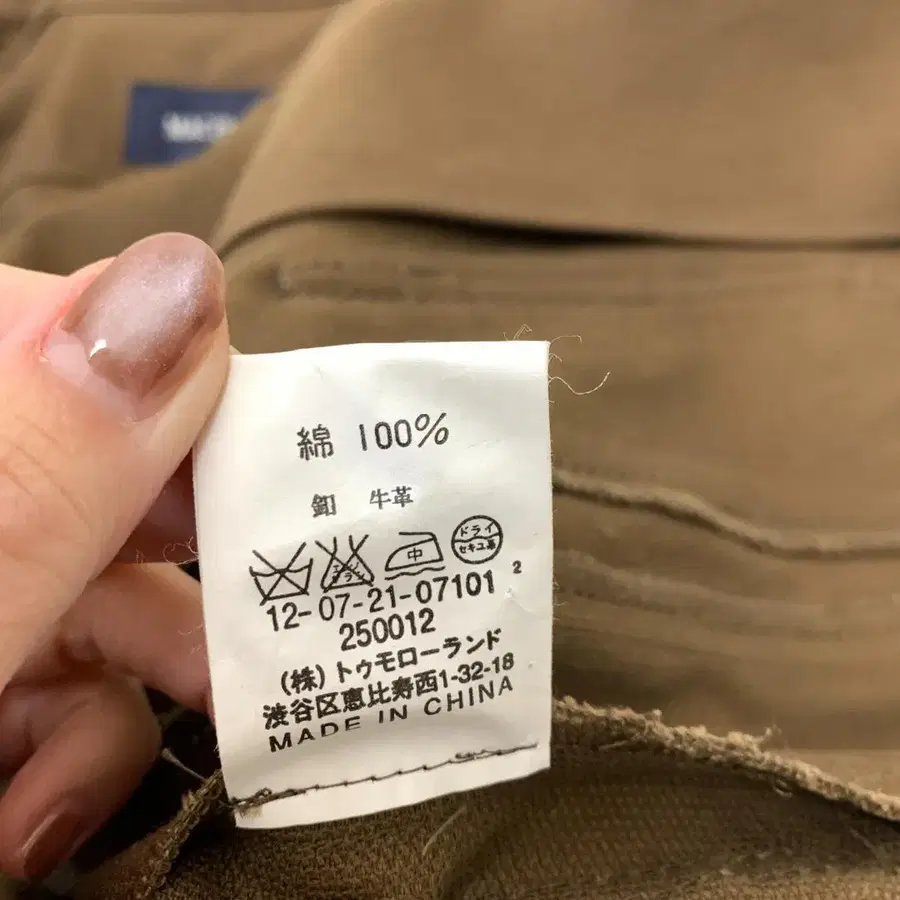 綿 100%
釦 牛革
中
ドライ
セキユ系
12-07-21-07101 2
250012
(株)トゥモローランド
渋谷区恵比寿西1-32-18
MADE IN CHINA